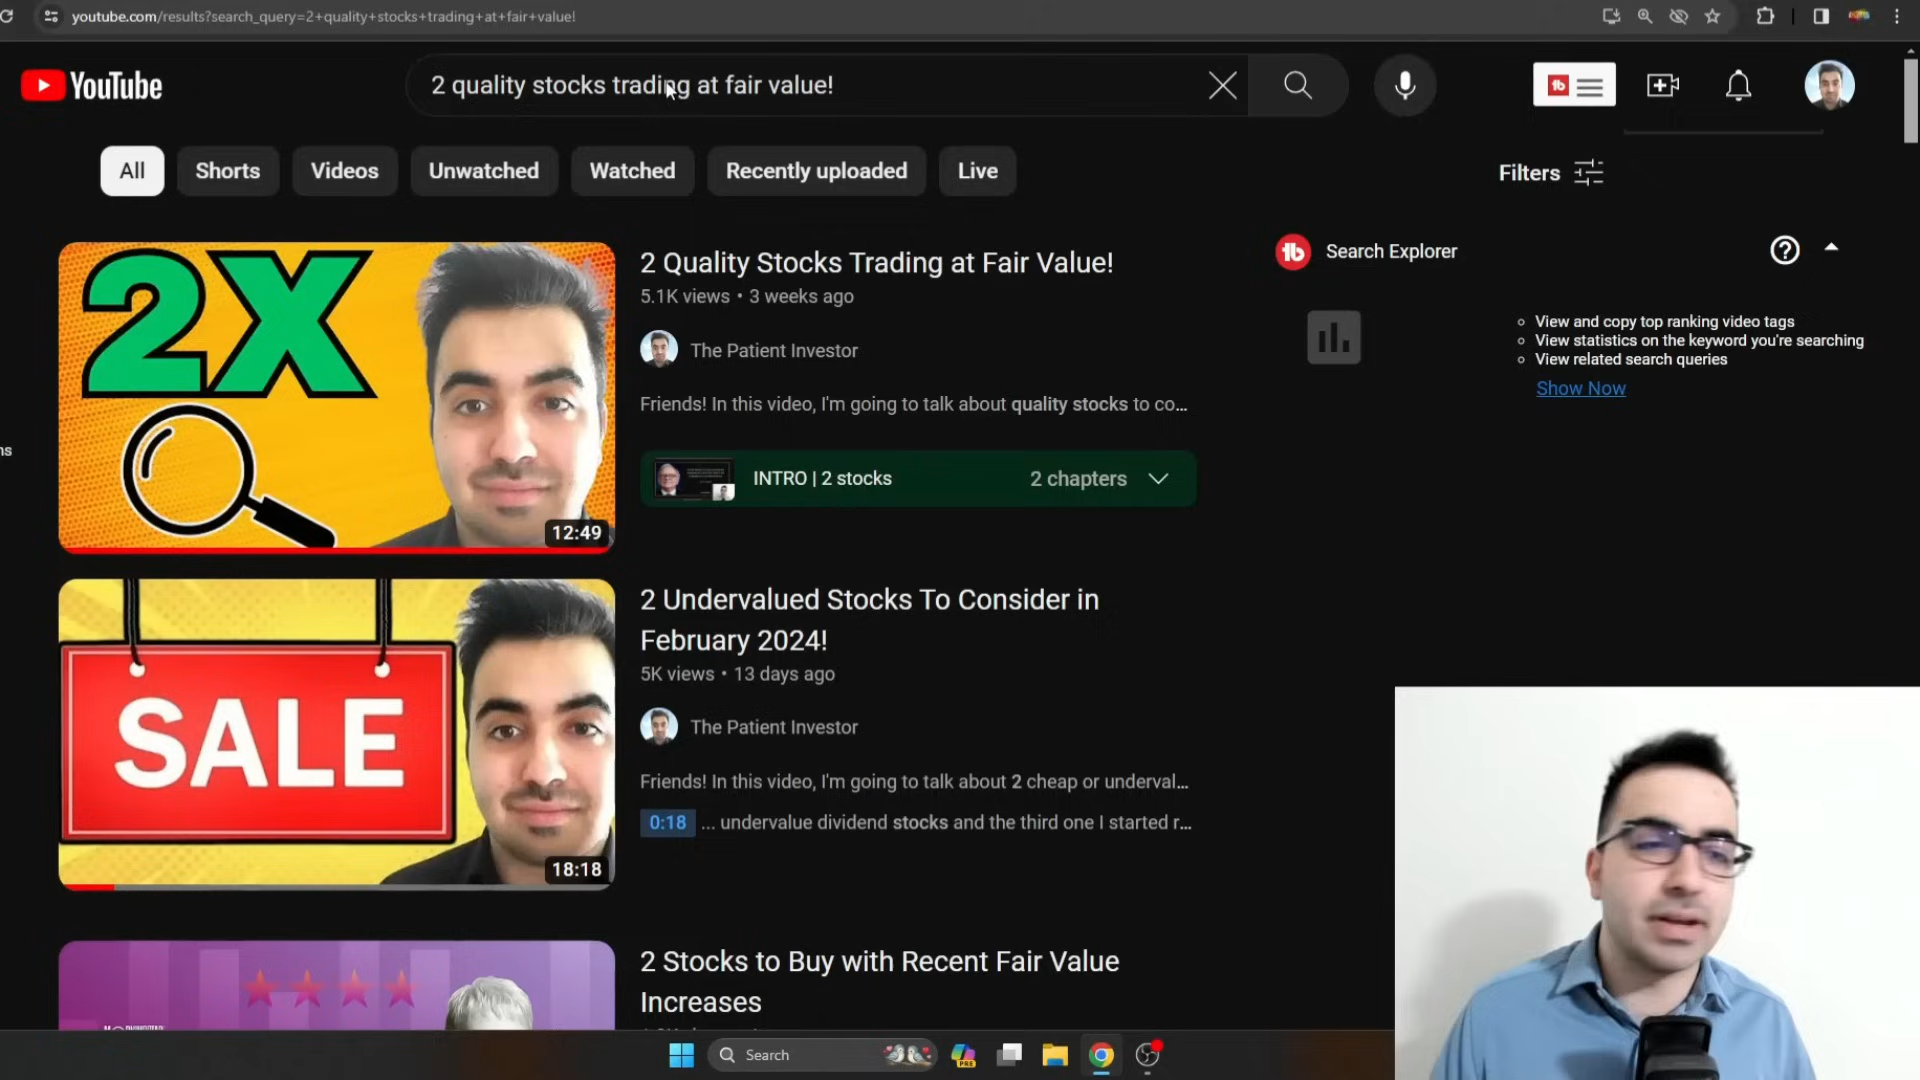 youtube.com/results?search_query=2+quality+stocks+trading+at+fair+value!
YouTube
2 quality stocks trading at fair value!
All
Shorts
Videos
Unwatched
Watched
Recently uploaded
Live
Filters
2X
12:49
2 Quality Stocks Trading at Fair Value!
5.1K views • 3 weeks ago
The Patient Investor
Friends! In this video, I'm going to talk about quality stocks to co...
INTRO | 2 stocks
2 chapters
tb
Search Explorer
View and copy top ranking video tags
View statistics on the keyword you're searching
View related search queries
Show Now
ns
SALE
18:18
2 Undervalued Stocks To Consider in
February 2024!
5K views • 13 days ago
The Patient Investor
Friends! In this video, I'm going to talk about 2 cheap or underval...
0:18 ... undervalue dividend stocks and the third one I started r...
2 Stocks to Buy with Recent Fair Value
Increases
Search
PRE